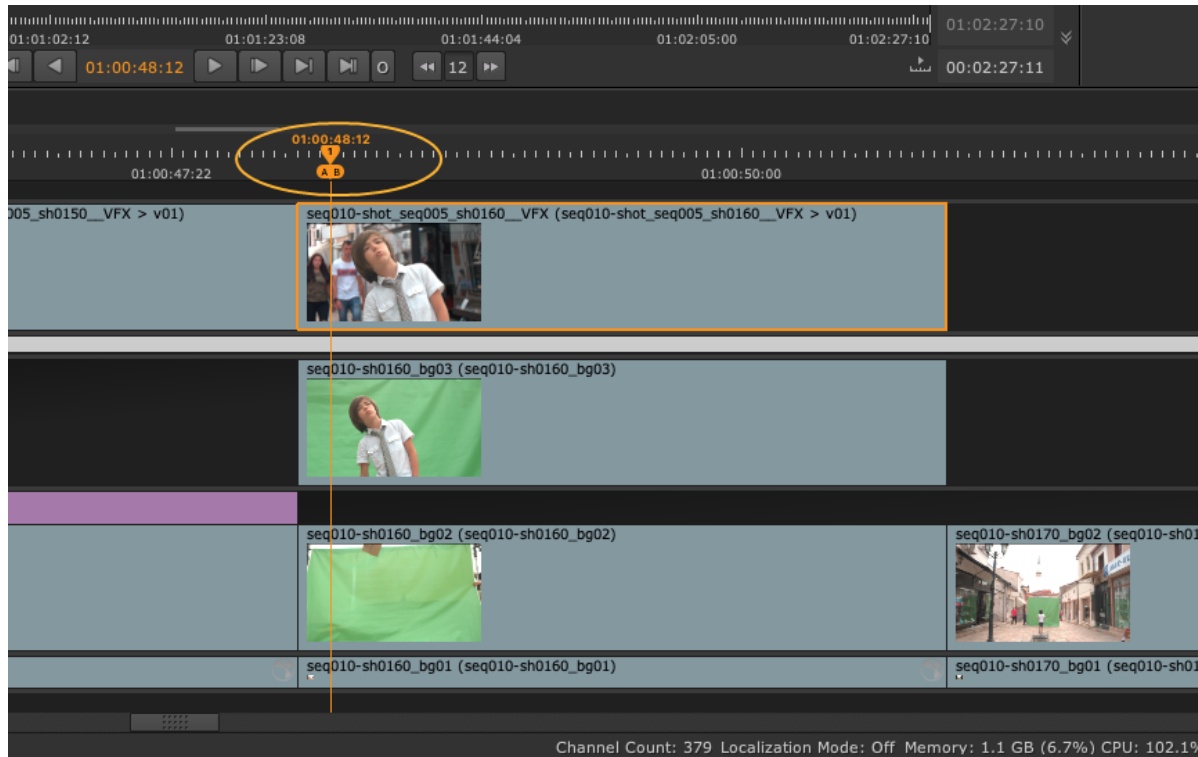 01:02:27:10
01:01:02:12 01:01:23:08 01:01:44:04 01:02:05:00 01:02:27:10
01:00:48:12 O 12 00:02:27:11
01:00:48:12
1
A B
01:00:47:22 01:00:50:00
005_sh0150__VFX > v01) seq010-shot_seq005_sh0160__VFX (seq010-shot_seq005_sh0160__VFX > v01)
seq010-sh0160_bg03 (seq010-sh0160_bg03)
seq010-sh0160_bg02 (seq010-sh0160_bg02) seq010-sh0170_bg02 (seq010-sh01
seq010-sh0160_bg01 (seq010-sh0160_bg01) seq010-sh0170_bg01 (seq010-sh01
Channel Count: 379 Localization Mode: Off Memory: 1.1 GB (6.7%) CPU: 102.1%